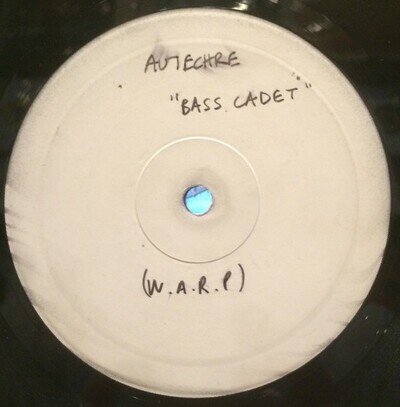 AUTECHRE
"BASS CADET"
(W.A.R.P)